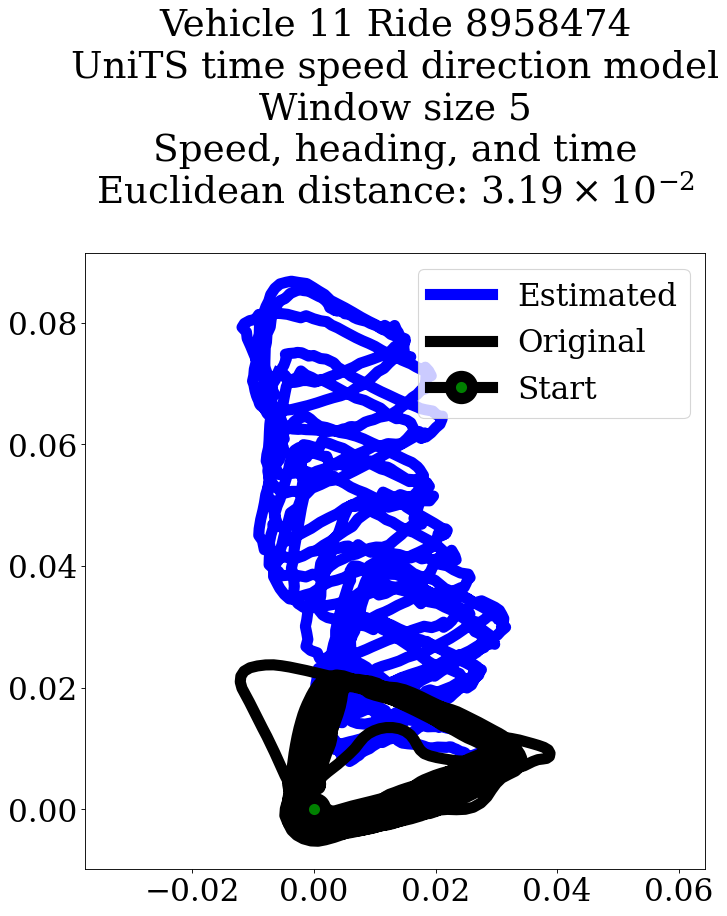 Vehicle 11 Ride 8958474
UniTS time speed direction model
Window size 5
Speed, heading, and time
Euclidean distance: 3.19 × 10⁻²
Estimated
Original
Start
0.08
0.06
0.04
0.02
0.00
−0.02 0.00 0.02 0.04 0.06